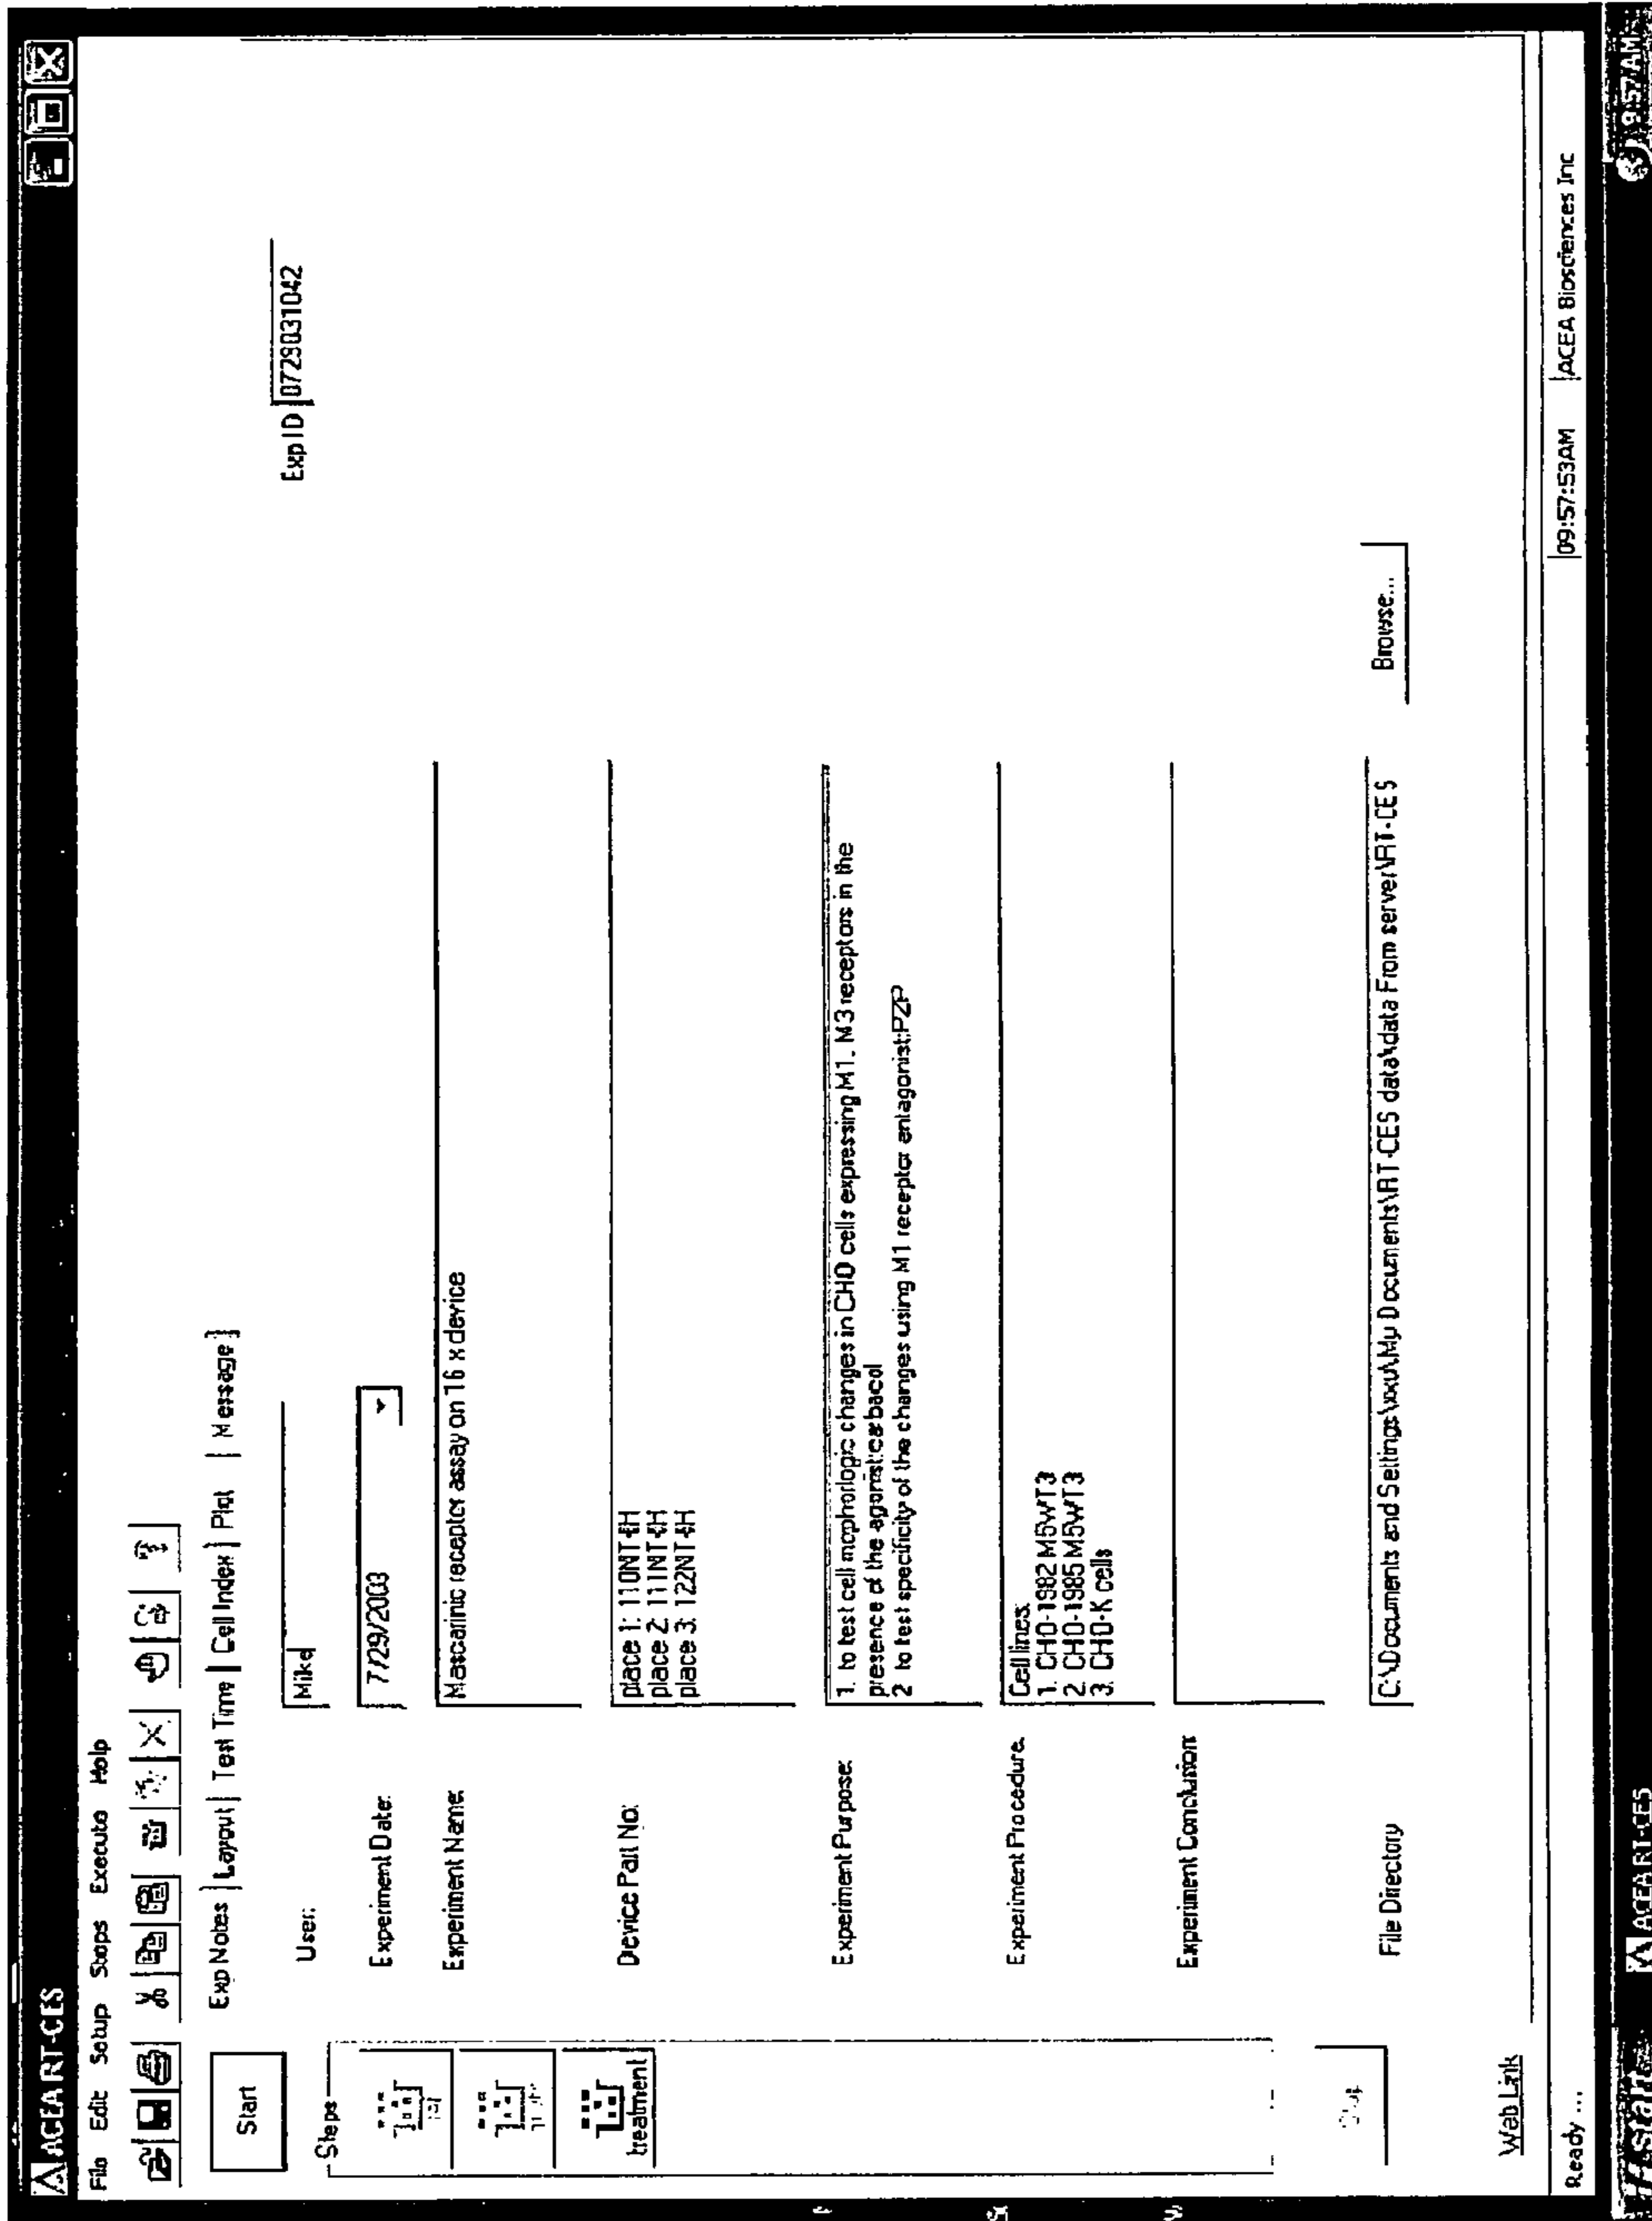 ACEA RT-CES
File Edit Setup Steps Execute Help
Exp Notes Layout Test Time Cell Index Plot Message
Start
Steps
treatment
User: Mike
Exp ID 0729031042
Experiment Date: 7/29/2003
Experiment Name: Mascarinic receptor assay on 16 x device
Device Part No:
place 1: 110NT4H
place 2: 111NT4H
place 3: 122NT4H
Experiment Purpose:
1. to test cell mophorlogic changes in CHO cells expressing M1. M3 receptors in the
presence of the agonist:carbacol
2 to test specificity of the changes using M1 receptor antagonist:PZP
Experiment Procedure.
Cell lines:
1. CHO-1982 M5WT3
2. CHO-1985 M5WT3
3. CHO-K cells
Experiment Conclusion:
File Directory C:\Documents and Settings\xxu\My Documents\RT-CES data\data From server\RT-CES
Browse...
Web Link
Ready ... 09:57:53AM ACEA Biosciences Inc
start ACEA RT-CES 9:57 AM